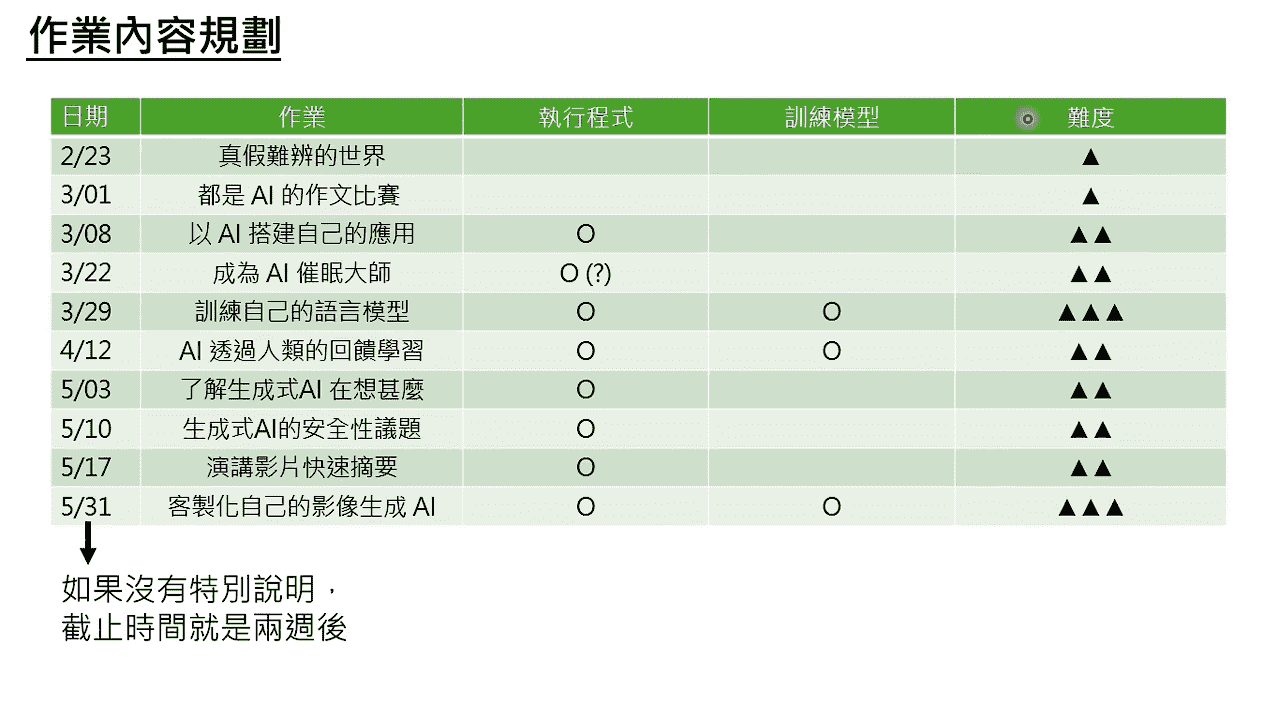 作業內容規劃
日期 作業 執行程式 訓練模型 難度
2/23 真假難辨的世界 ▲
3/01 都是 AI 的作文比賽 ▲
3/08 以 AI 搭建自己的應用 O ▲▲
3/22 成為 AI 催眠大師 O (?) ▲▲
3/29 訓練自己的語言模型 O O ▲▲▲
4/12 AI 透過人類的回饋學習 O O ▲▲
5/03 了解生成式AI 在想甚麼 O ▲▲
5/10 生成式AI的安全性議題 O ▲▲
5/17 演講影片快速摘要 O ▲▲
5/31 客製化自己的影像生成 AI O O ▲▲▲
如果沒有特別說明，
截止時間就是兩週後